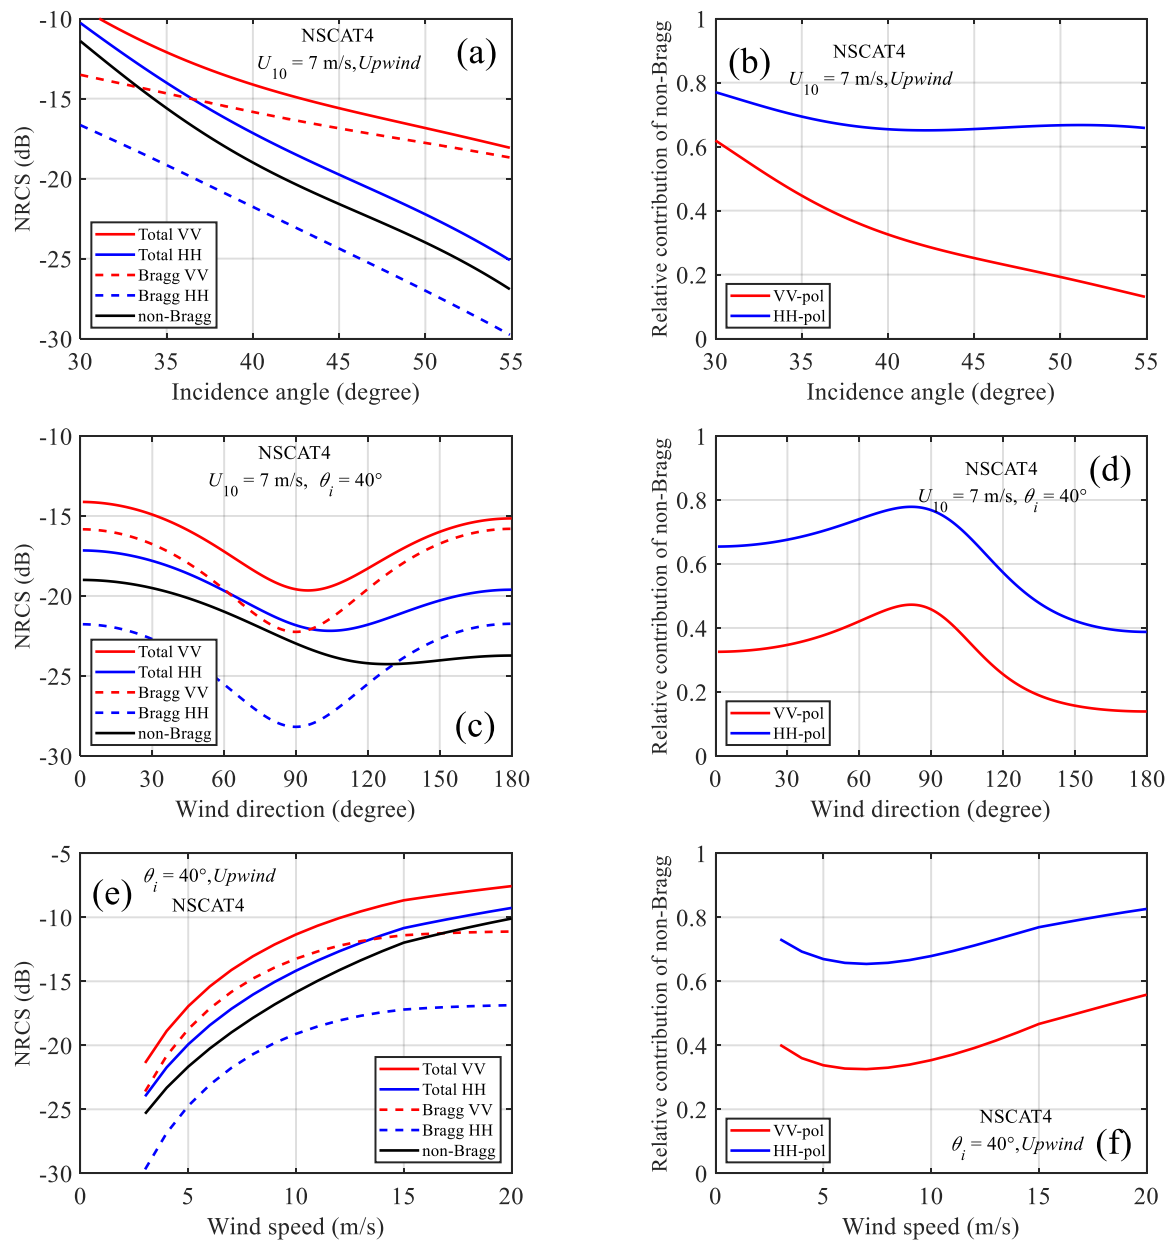 -10
-15
-20
-25
-30
NRCS (dB)
NSCAT4
U10 = 7 m/s,Upwind
(a)
Total VV
Total HH
Bragg VV
Bragg HH
non-Bragg
30 35 40 45 50 55
Incidence angle (degree)
1
0.8
0.6
0.4
0.2
0
Relative contribution of non-Bragg
NSCAT4
U10 = 7 m/s,Upwind
(b)
VV-pol
HH-pol
30 35 40 45 50 55
Incidence angle (degree)
-10
-15
-20
-25
-30
NRCS (dB)
NSCAT4
U10 = 7 m/s, θi = 40°
Total VV
Total HH
Bragg VV
Bragg HH
non-Bragg
(c)
0 30 60 90 120 150 180
Wind direction (degree)
1
0.8
0.6
0.4
0.2
0
Relative contribution of non-Bragg
NSCAT4
U10 = 7 m/s, θi = 40°
(d)
VV-pol
HH-pol
0 30 60 90 120 150 180
Wind direction (degree)
-5
-10
-15
-20
-25
-30
NRCS (dB)
(e)
θi = 40°,Upwind
NSCAT4
Total VV
Total HH
Bragg VV
Bragg HH
non-Bragg
0 5 10 15 20
Wind speed (m/s)
1
0.8
0.6
0.4
0.2
0
Relative contribution of non-Bragg
VV-pol
HH-pol
NSCAT4
θi = 40°,Upwind
(f)
0 5 10 15 20
Wind speed (m/s)